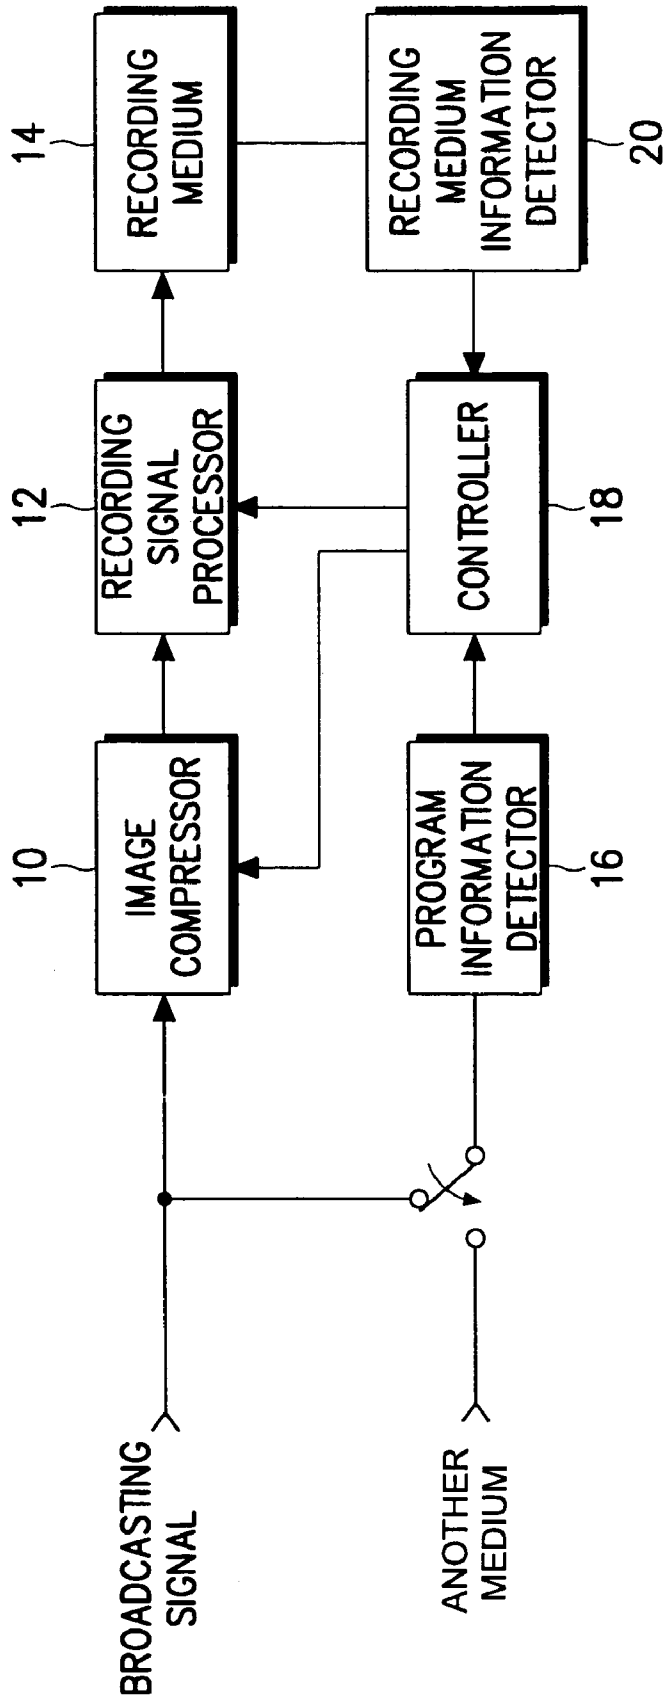 10
12
14
IMAGE
COMPRESSOR
RECORDING
SIGNAL
PROCESSOR
RECORDING
MEDIUM
BROADCASTING
SIGNAL
ANOTHER
MEDIUM
PROGRAM
INFORMATION
DETECTOR
CONTROLLER
RECORDING
MEDIUM
INFORMATION
DETECTOR
16
18
20